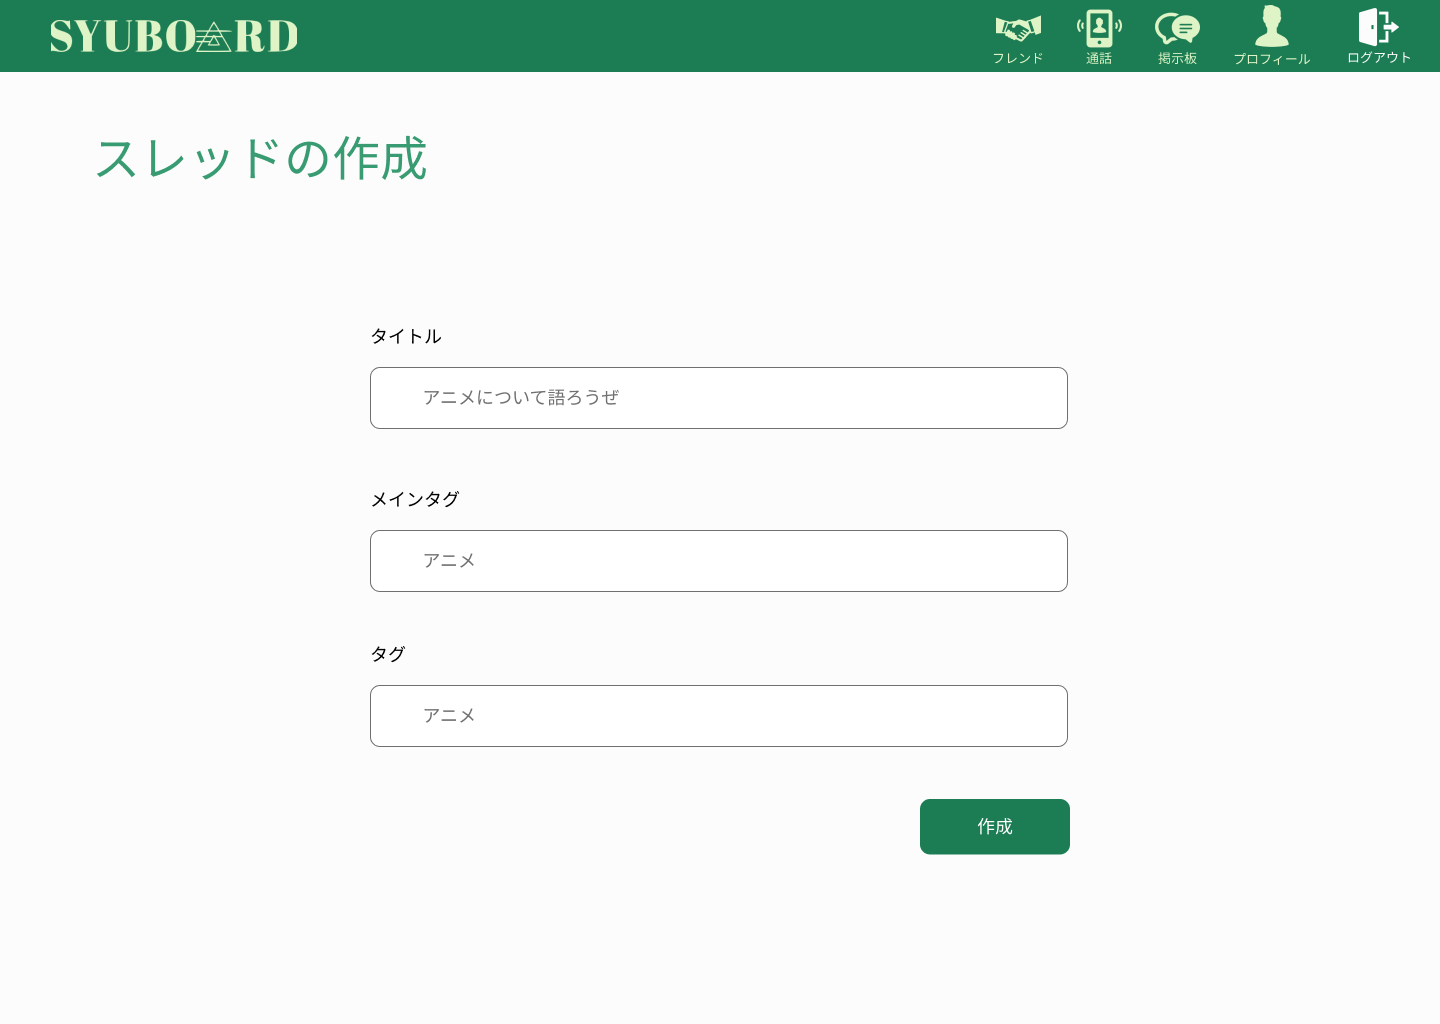 SYUBOARD
フレンド
通話
掲示板
プロフィール
ログアウト
スレッドの作成
タイトル
アニメについて語ろうぜ
メインタグ
アニメ
タグ
アニメ
作成